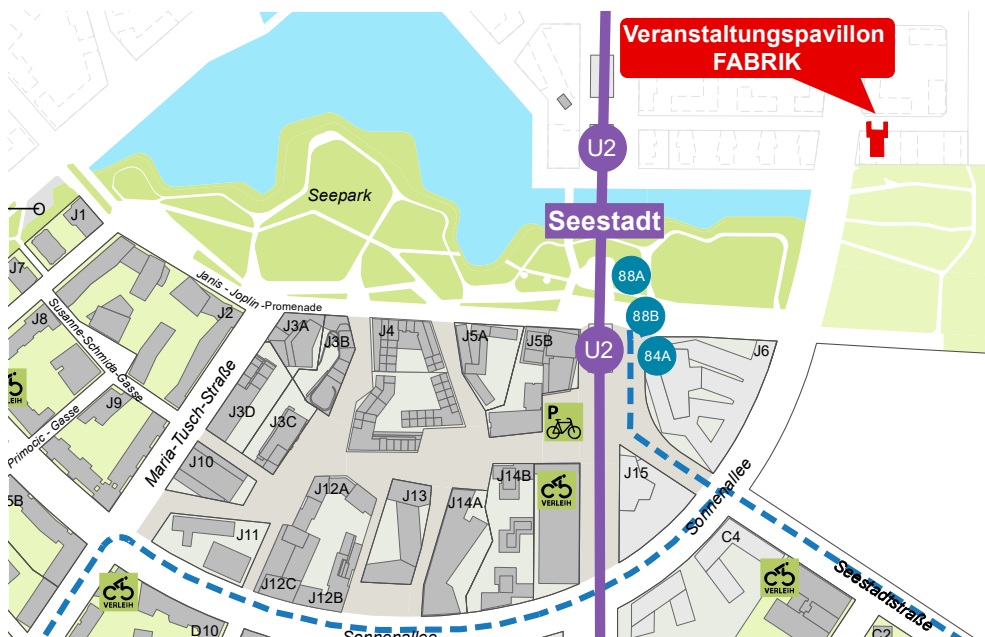 Veranstaltungspavillon
FABRIK
U2
Seepark
Seestadt
J1
J7
88A
Janis - Joplin -Promenade
88B
J8
Susanne-Schmida-Gasse
J2
J3A
J3B
J4
J5A
J5B
U2
84A
J6
Maria-Tusch-Straße
J3D
J9
J3C
P
Primocic - Gasse
J10
J15
5B
J12A
J13
J14B
VERLEIH
J14A
Sonnenallee
J11
C4
J12C
J12B
VERLEIH
VERLEIH
Seestadtstraße
D10
Sonnenallee
C2